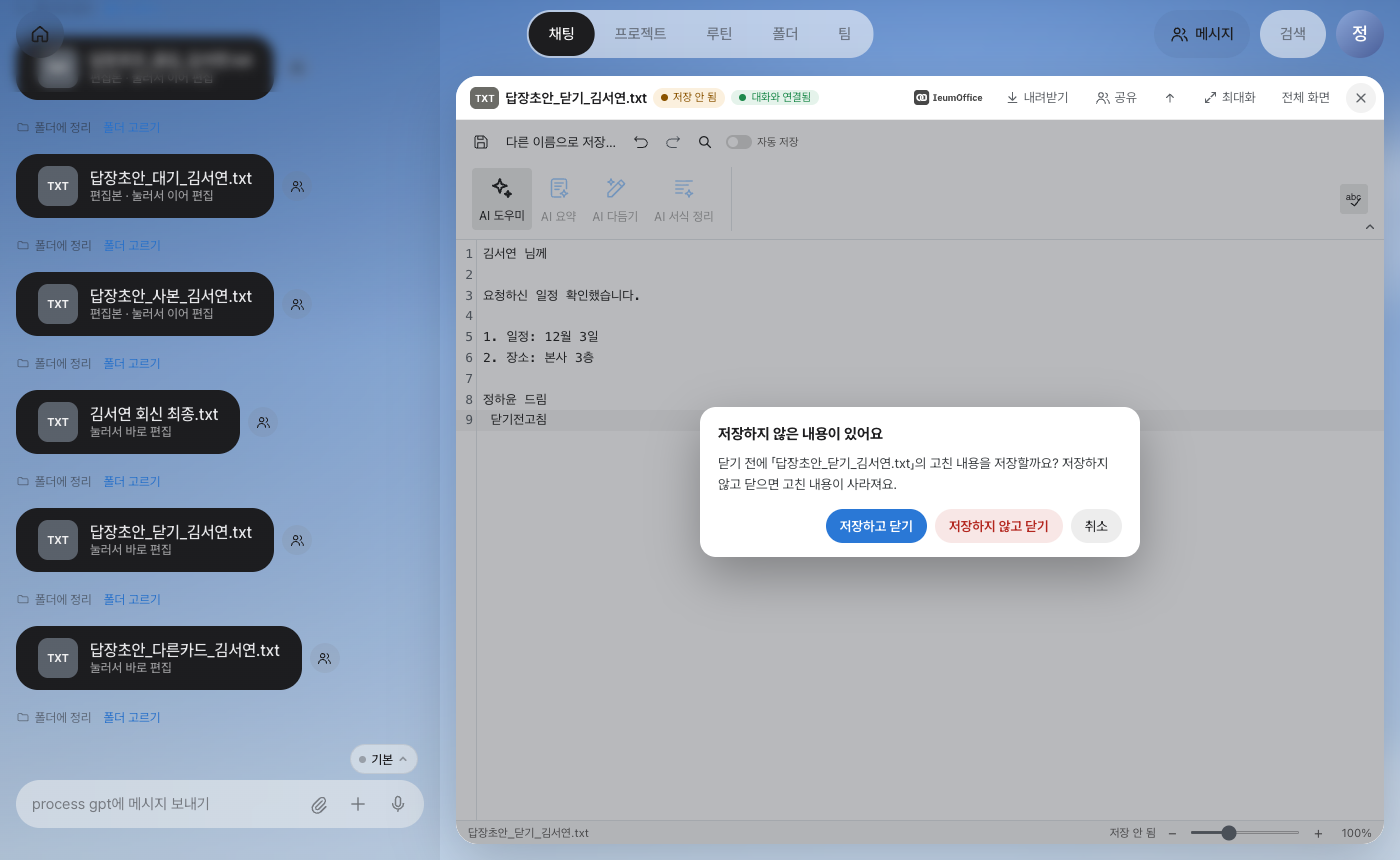 채팅 프로젝트 루틴 폴더 팀
메시지 검색 정
폴더에 정리 폴더 고르기
TXT 답장초안_대기_김서연.txt
편집본 · 눌러서 이어 편집
폴더에 정리 폴더 고르기
TXT 답장초안_사본_김서연.txt
편집본 · 눌러서 이어 편집
폴더에 정리 폴더 고르기
TXT 김서연 회신 최종.txt
눌러서 바로 편집
폴더에 정리 폴더 고르기
TXT 답장초안_닫기_김서연.txt
눌러서 바로 편집
폴더에 정리 폴더 고르기
TXT 답장초안_다른카드_김서연.txt
눌러서 바로 편집
폴더에 정리 폴더 고르기
기본
process gpt에 메시지 보내기
TXT 답장초안_닫기_김서연.txt 저장 안 됨 대화와 연결됨 IeumOffice 내려받기 공유 최대화 전체 화면
다른 이름으로 저장... 자동 저장
AI 도우미 AI 요약 AI 다듬기 AI 서식 정리 abc
1 김서연 님께
2
3 요청하신 일정 확인했습니다.
4
5 1. 일정: 12월 3일
6 2. 장소: 본사 3층
7
8 정하윤 드림
9 닫기전고침
저장하지 않은 내용이 있어요
닫기 전에 「답장초안_닫기_김서연.txt」의 고친 내용을 저장할까요? 저장하지
않고 닫으면 고친 내용이 사라져요.
저장하고 닫기 저장하지 않고 닫기 취소
답장초안_닫기_김서연.txt 저장 안 됨 − + 100%